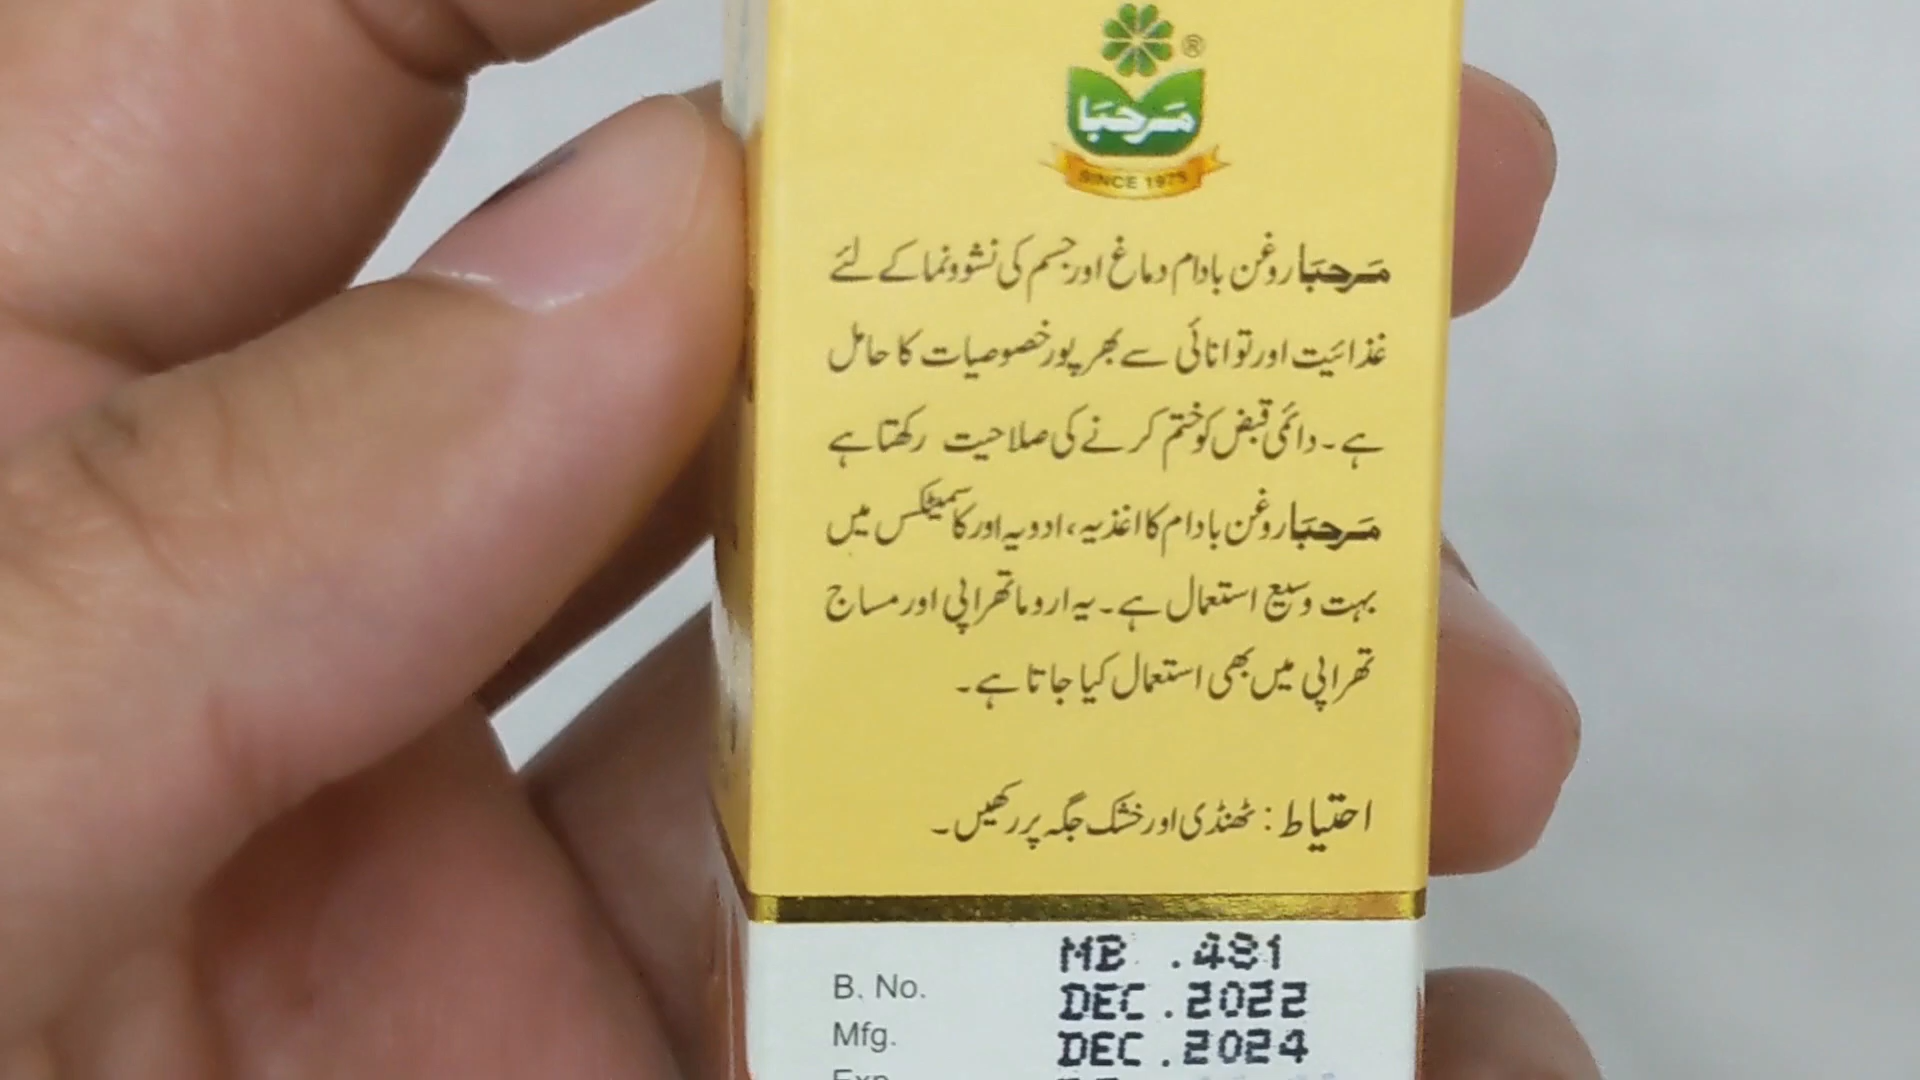 ®
مرحبا
SINCE 1975
مرحبا روغن بادام دماغ اور جسم کی نشوونما کے لئے
غذائیت اور توانائی سے بھرپور خصوصیات کا حامل
ہے۔ دائمی قبض کو ختم کرنے کی صلاحیت رکھتا ہے
مرحبا روغن بادام کا اغذیہ، ادویہ اور کاسمیٹکس میں
بہت وسیع استعمال ہے۔ یہ اروما تھراپی اور مساج
تھراپی میں بھی استعمال کیا جاتا ہے۔
احتیاط: ٹھنڈی اور خشک جگہ پر رکھیں۔
B. No. MB .481
Mfg. DEC.2022
Exp. DEC.2024